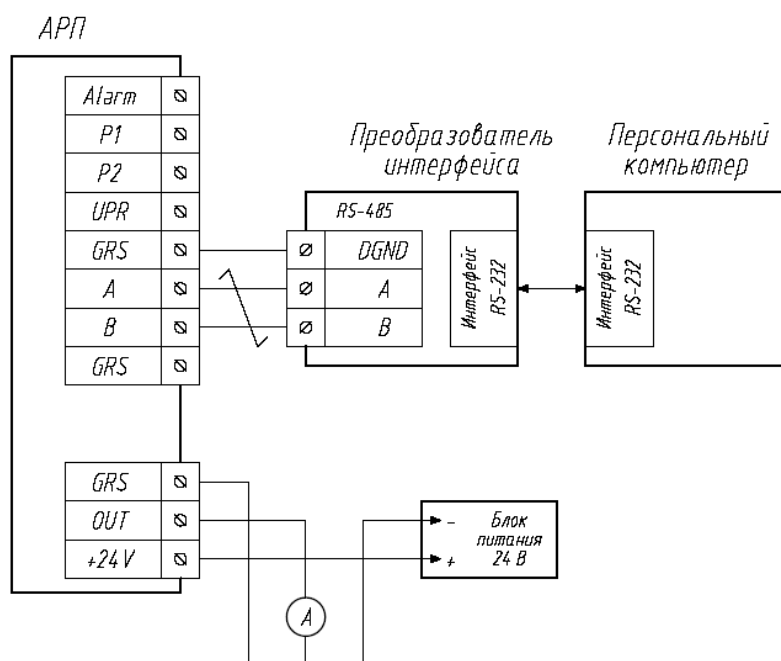 АРП
Alarm
P1
P2
UPR
GRS
A
B
GRS
GRS
OUT
+24V
Преобразователь
интерфейса
RS-485
DGND
A
B
Интерфейс
RS-232
Персональный
компьютер
Интерфейс
RS-232
- Блок
питания
+ 24 В
A